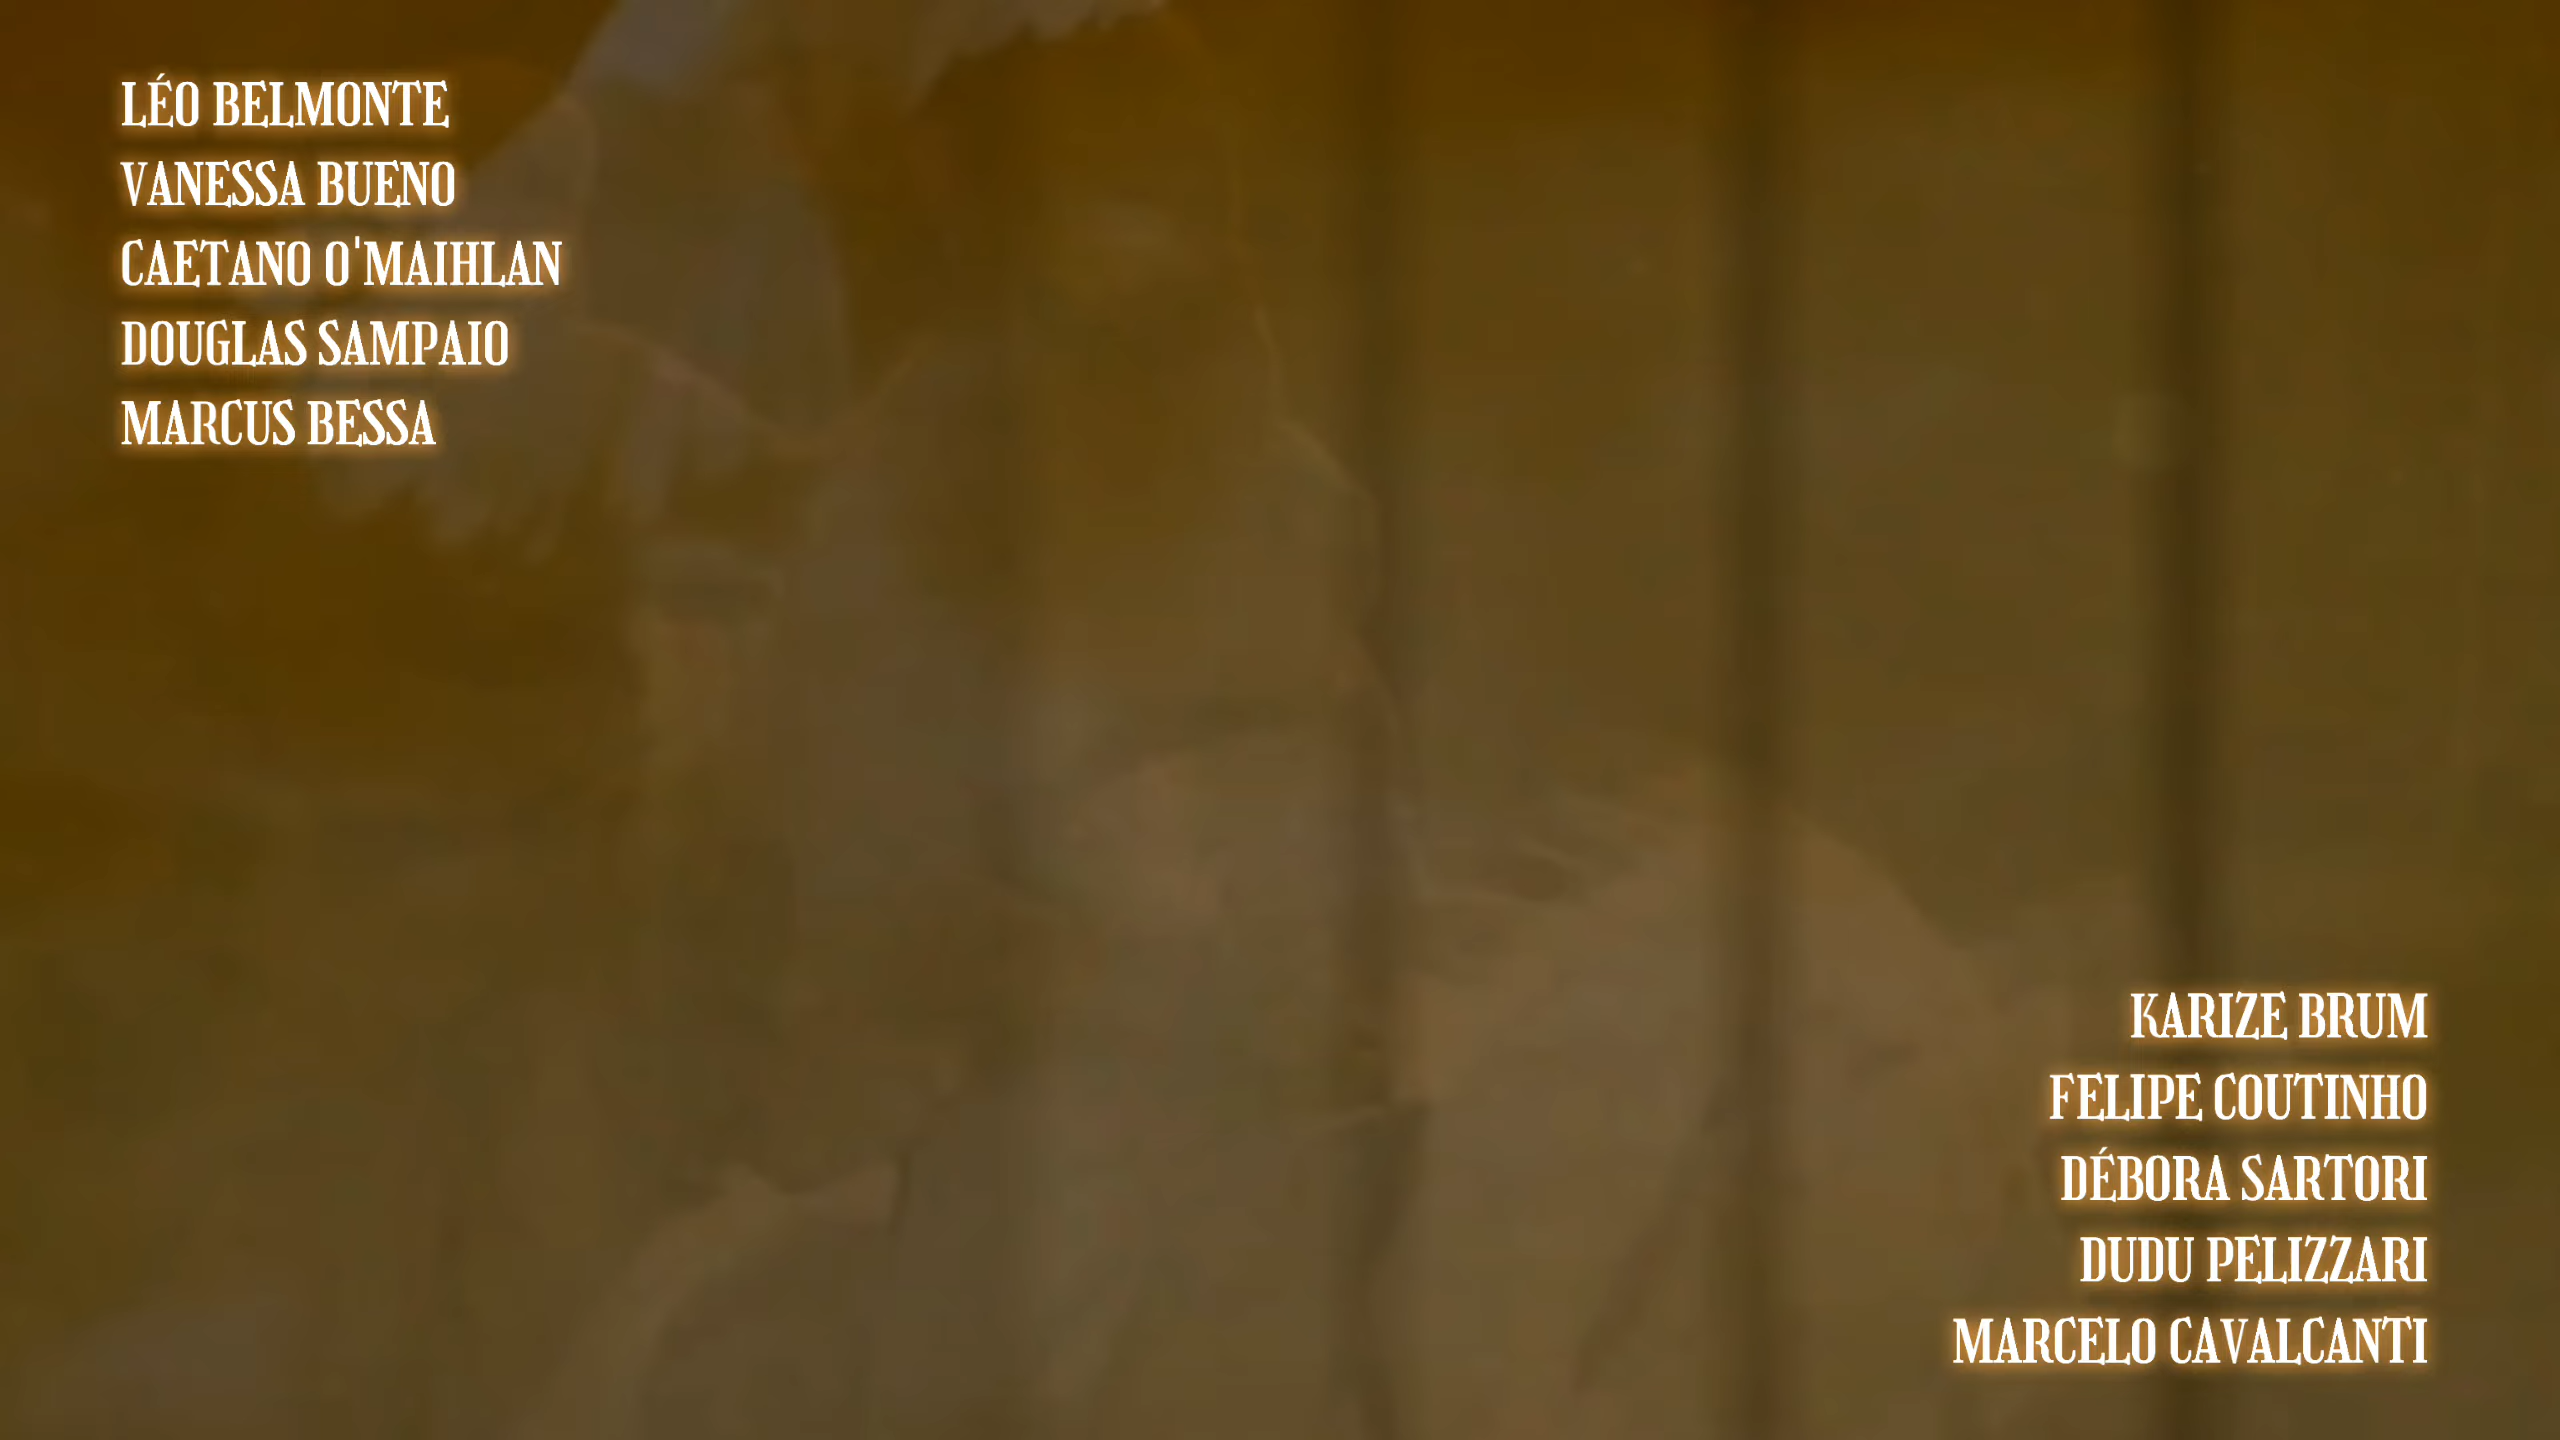 LÉO BELMONTE
VANESSA BUENO
CAETANO O'MAIHLAN
DOUGLAS SAMPAIO
MARCUS BESSA
KARIZE BRUM
FELIPE COUTINHO
DÉBORA SARTORI
DUDU PELIZZARI
MARCELO CAVALCANTI